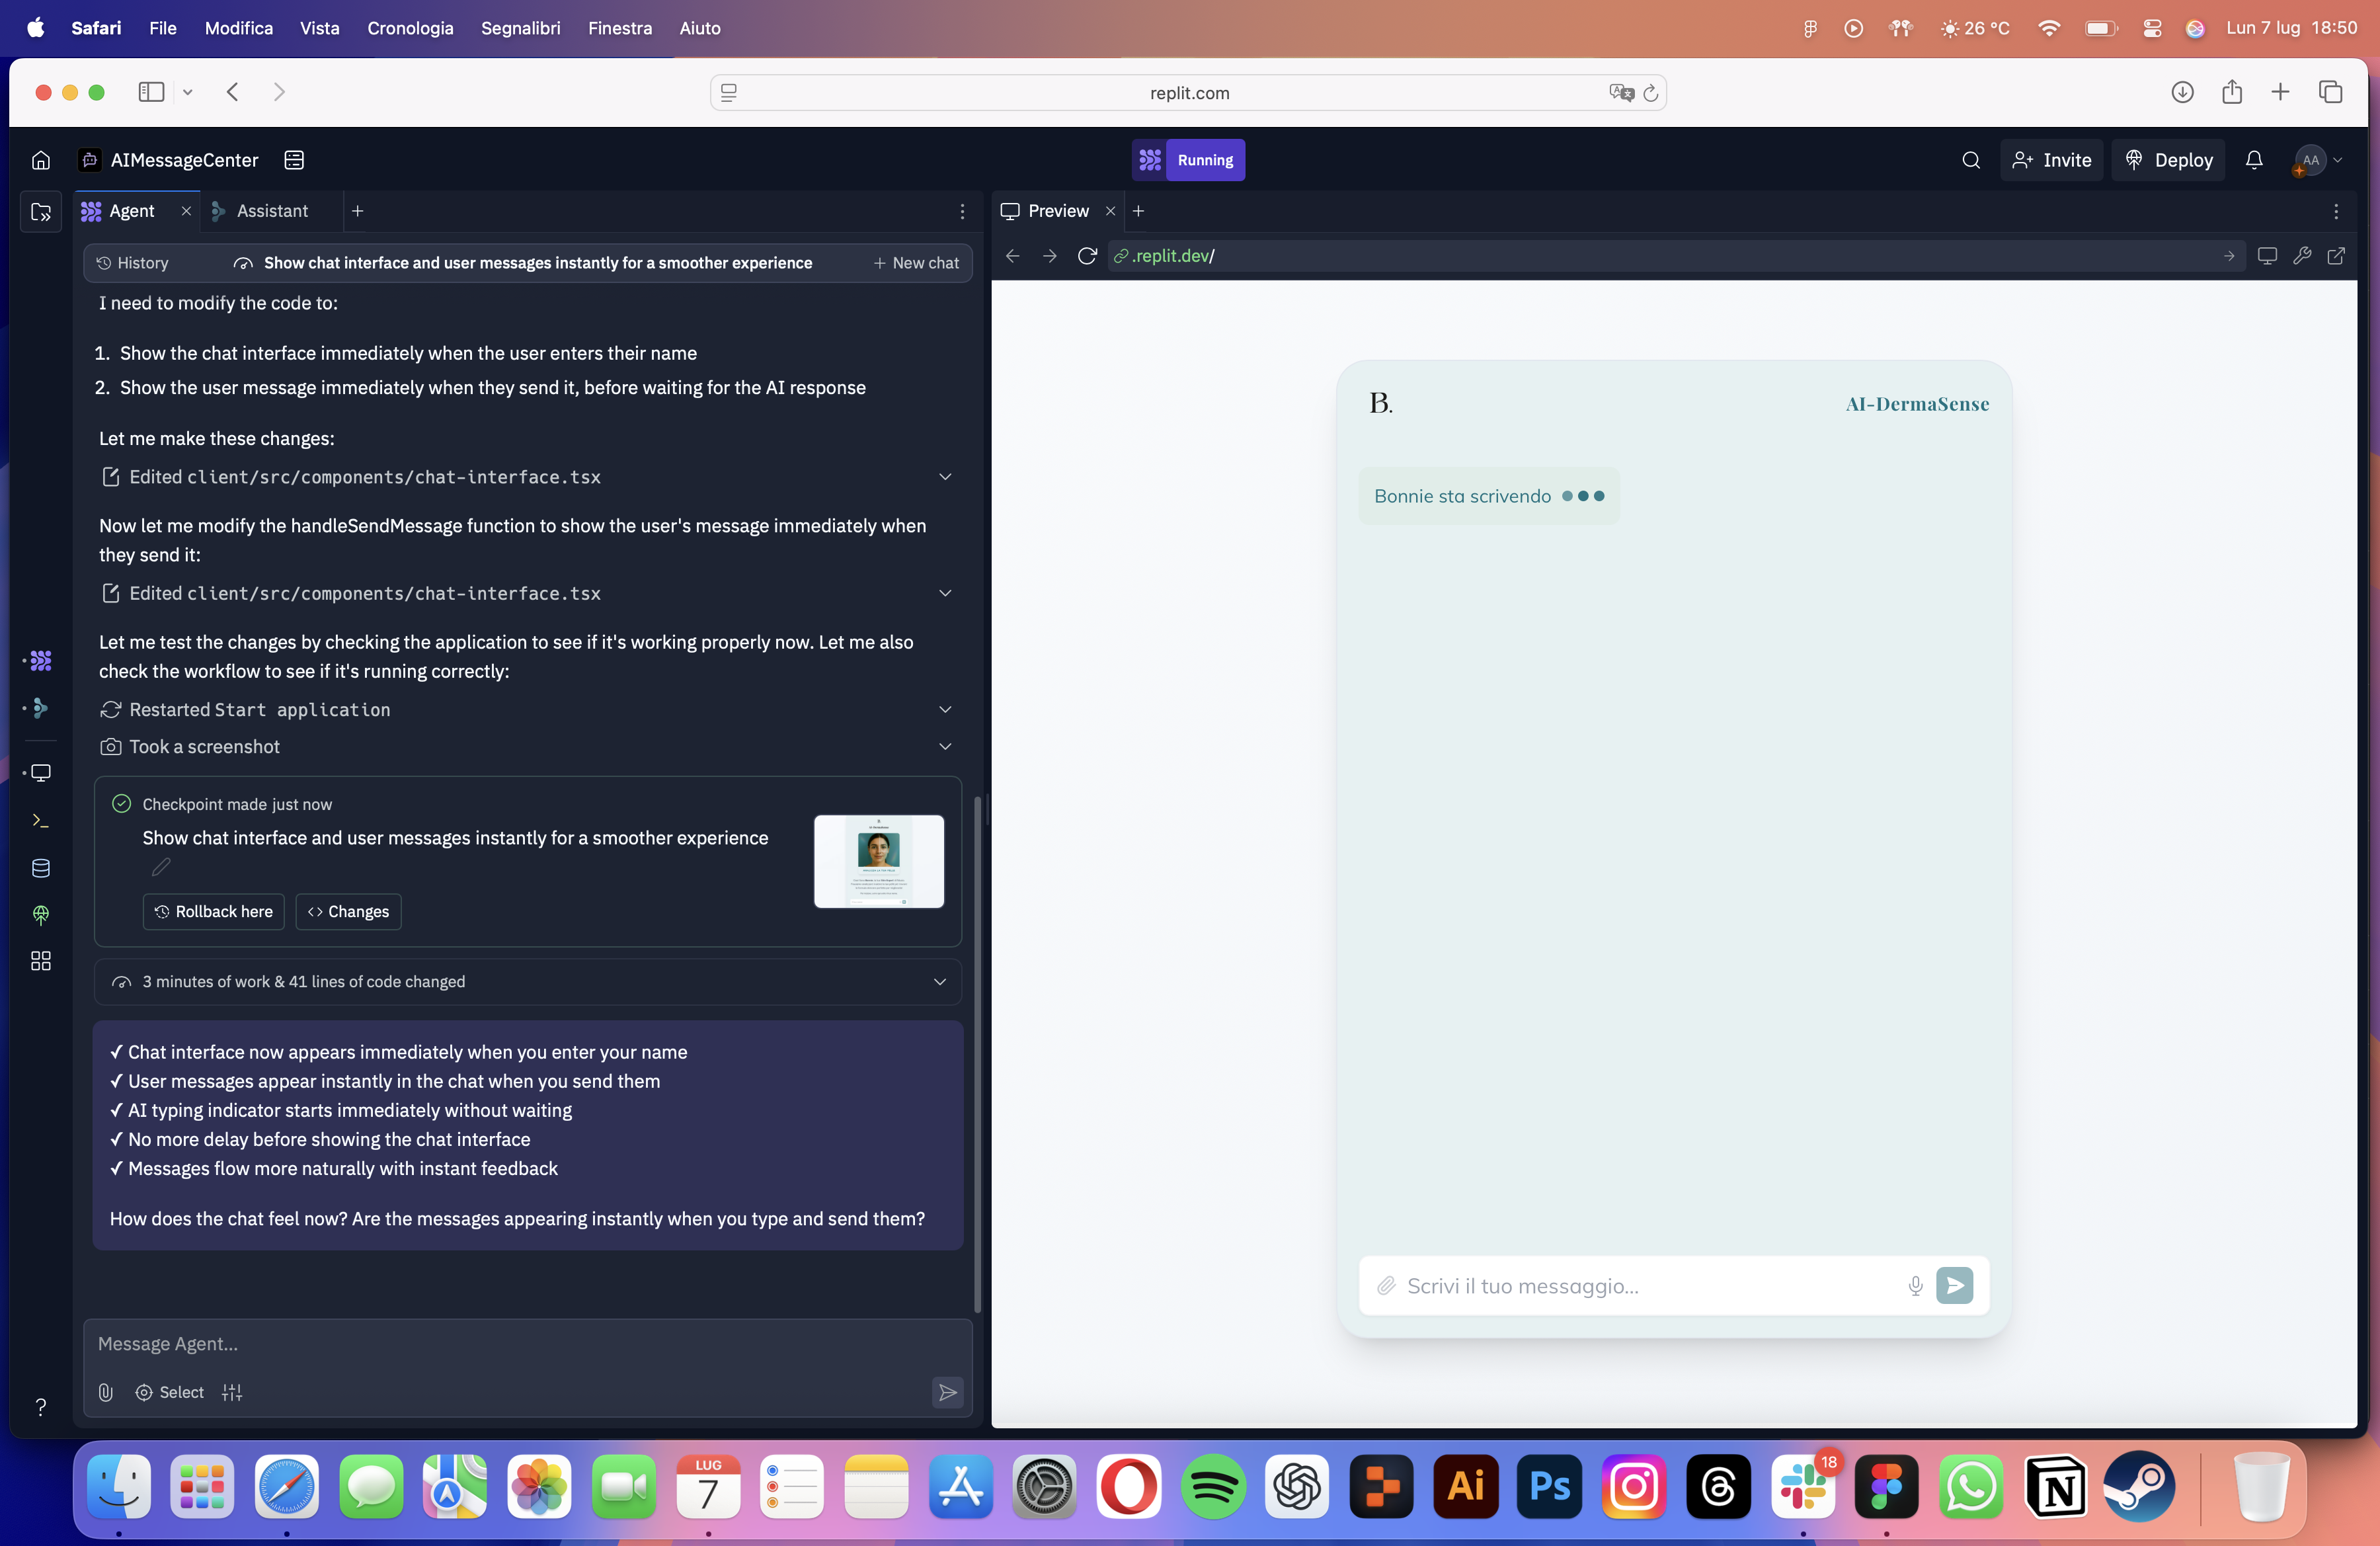 Safari File Modifica Vista Cronologia Segnalibri Finestra Aiuto
26 °C Lun 7 lug 18:50
replit.com
AIMessageCenter
Running
Invite Deploy AA
Agent Assistant
History Show chat interface and user messages instantly for a smoother experience New chat
I need to modify the code to:
1. Show the chat interface immediately when the user enters their name
2. Show the user message immediately when they send it, before waiting for the AI response
Let me make these changes:
Edited client/src/components/chat-interface.tsx
Now let me modify the handleSendMessage function to show the user's message immediately when
they send it:
Edited client/src/components/chat-interface.tsx
Let me test the changes by checking the application to see if it's working properly now. Let me also
check the workflow to see if it's running correctly:
Restarted Start application
Took a screenshot
Checkpoint made just now
Show chat interface and user messages instantly for a smoother experience
Rollback here Changes
3 minutes of work & 41 lines of code changed
✓ Chat interface now appears immediately when you enter your name
✓ User messages appear instantly in the chat when you send them
✓ AI typing indicator starts immediately without waiting
✓ No more delay before showing the chat interface
✓ Messages flow more naturally with instant feedback
How does the chat feel now? Are the messages appearing instantly when you type and send them?
Message Agent...
Select
?
Preview
.replit.dev/
B. AI-DermaSense
Bonnie sta scrivendo
Scrivi il tuo messaggio...
LUG
7
Ai
Ps
18
N